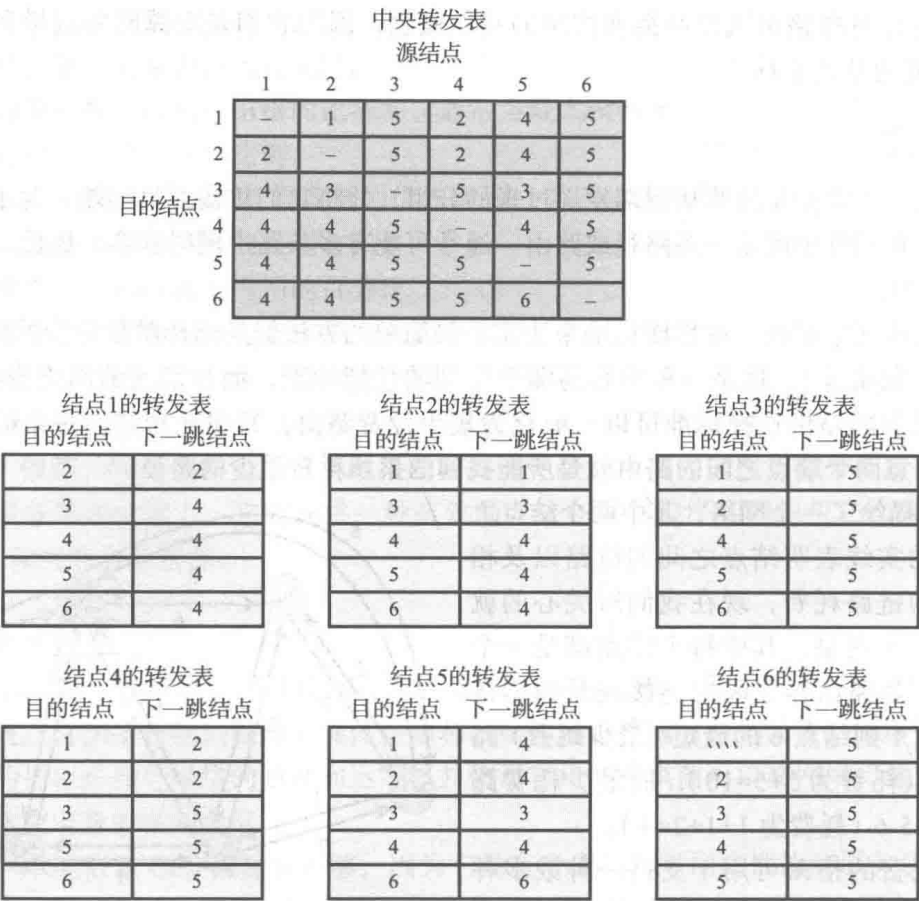 中央转发表
源结点
1 2 3 4 5 6
1 – 1 5 2 4 5
2 2 – 5 2 4 5
目的结点
3 4 3 – 5 3 5
4 4 4 5 – 4 5
5 4 4 5 5 – 5
6 4 4 5 5 6 –
结点1的转发表
目的结点 下一跳结点
2 2
3 4
4 4
5 4
6 4
结点2的转发表
目的结点 下一跳结点
1 1
3 3
4 4
5 4
6 4
结点3的转发表
目的结点 下一跳结点
1 5
2 5
4 5
5 5
6 5
结点4的转发表
目的结点 下一跳结点
1 2
2 2
3 5
5 5
6 5
结点5的转发表
目的结点 下一跳结点
1 4
2 4
3 3
4 4
6 6
结点6的转发表
目的结点 下一跳结点
5
2 5
3 5
4 5
5 5